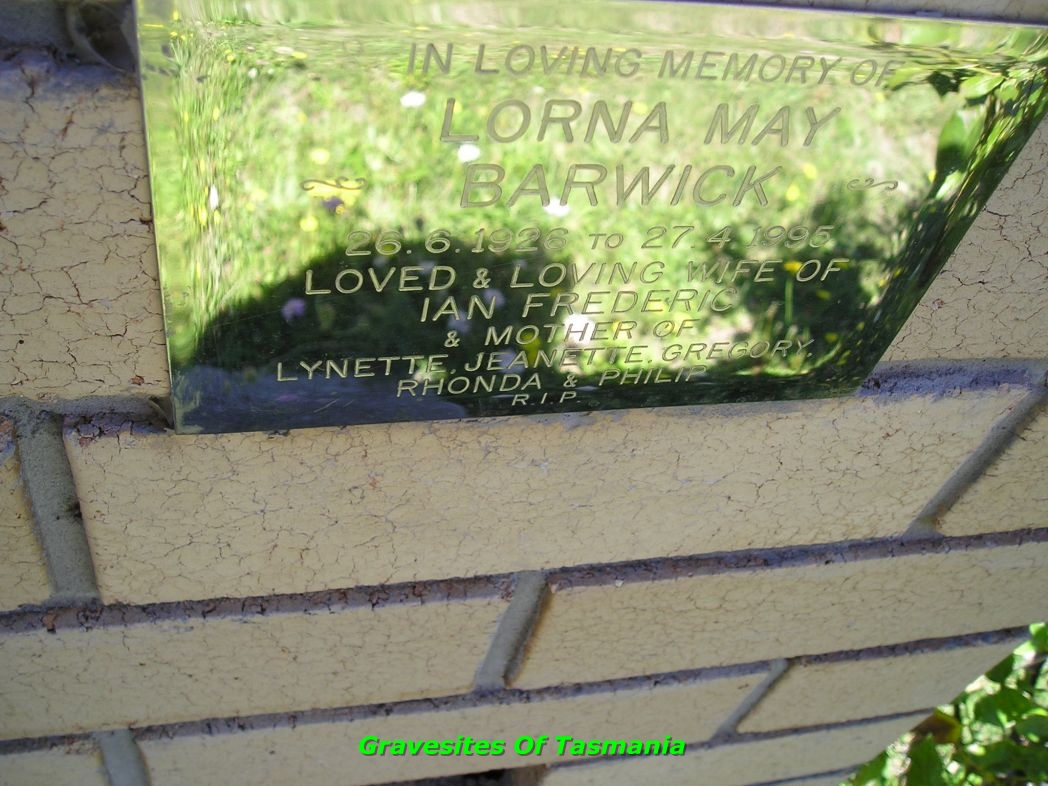 IN LOVING MEMORY OF
LORNA MAY
BARWICK
26.6.1926 TO 27.4.1995
LOVED & LOVING WIFE OF
IAN FREDERIC
& MOTHER OF
LYNETTE, JEANETTE, GREGORY,
RHONDA & PHILIP
R.I.P.
Gravesites Of Tasmania